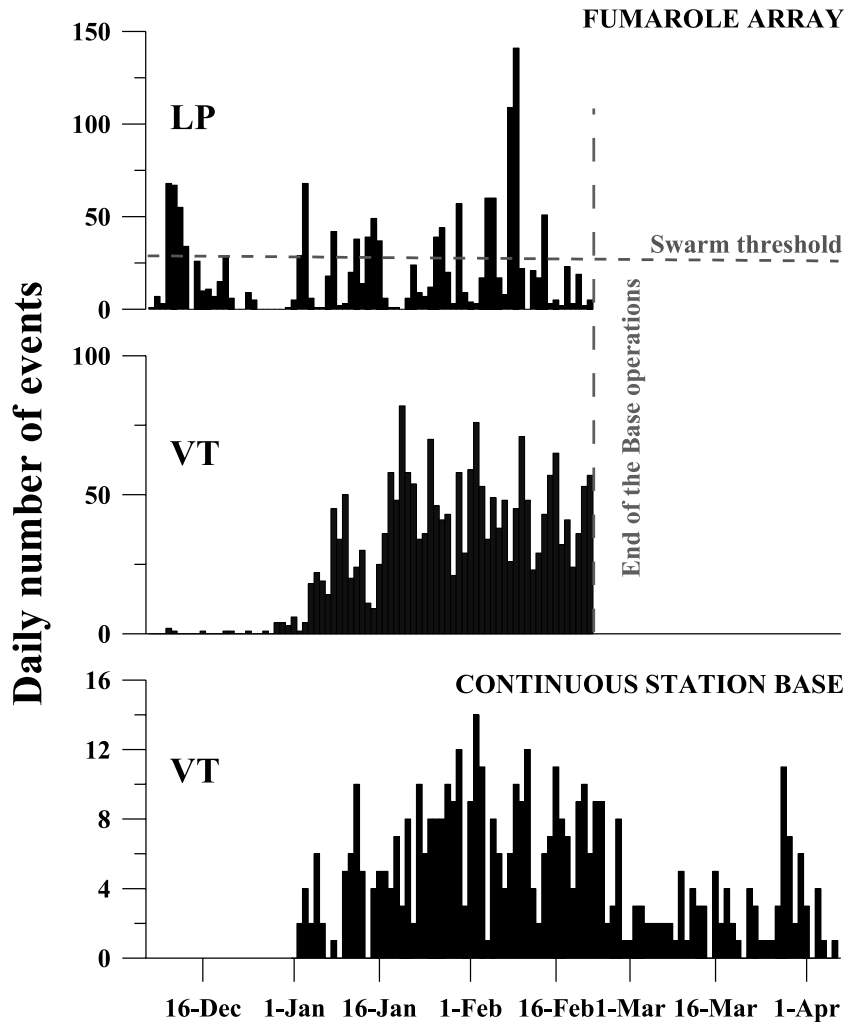 FUMAROLE ARRAY
150
LP
100
50
Swarm threshold
0
Daily number of events
End of the Base operations
100
VT
50
0
CONTINUOUS STATION BASE
16
VT
12
8
4
0
16-Dec 1-Jan 16-Jan 1-Feb 16-Feb 1-Mar 16-Mar 1-Apr